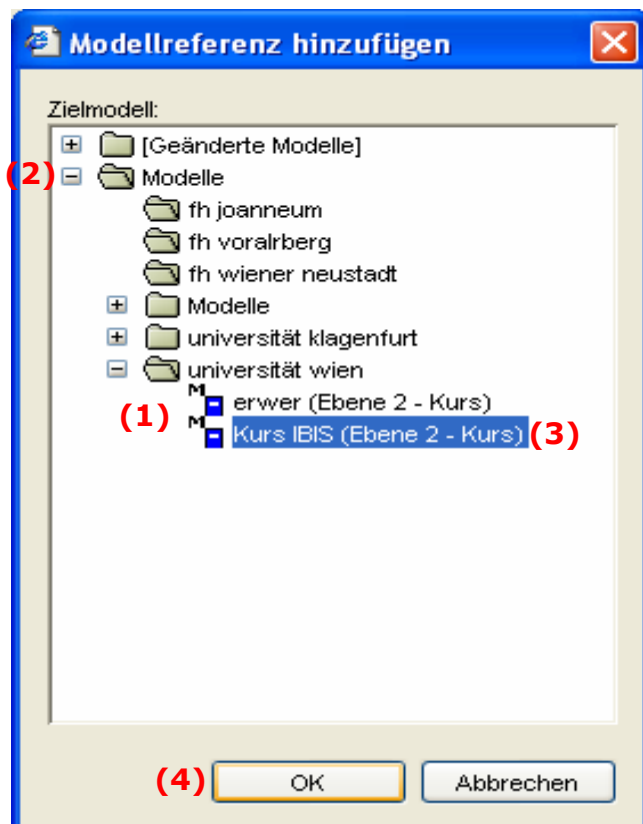 Modellreferenz hinzufügen
Zielmodell:
[Geänderte Modelle]
(2) Modelle
fh joanneum
fh voralrberg
fh wiener neustadt
Modelle
universität klagenfurt
universität wien
M erwer (Ebene 2 - Kurs)
(1) M Kurs IBIS (Ebene 2 - Kurs) (3)
(4) OK Abbrechen